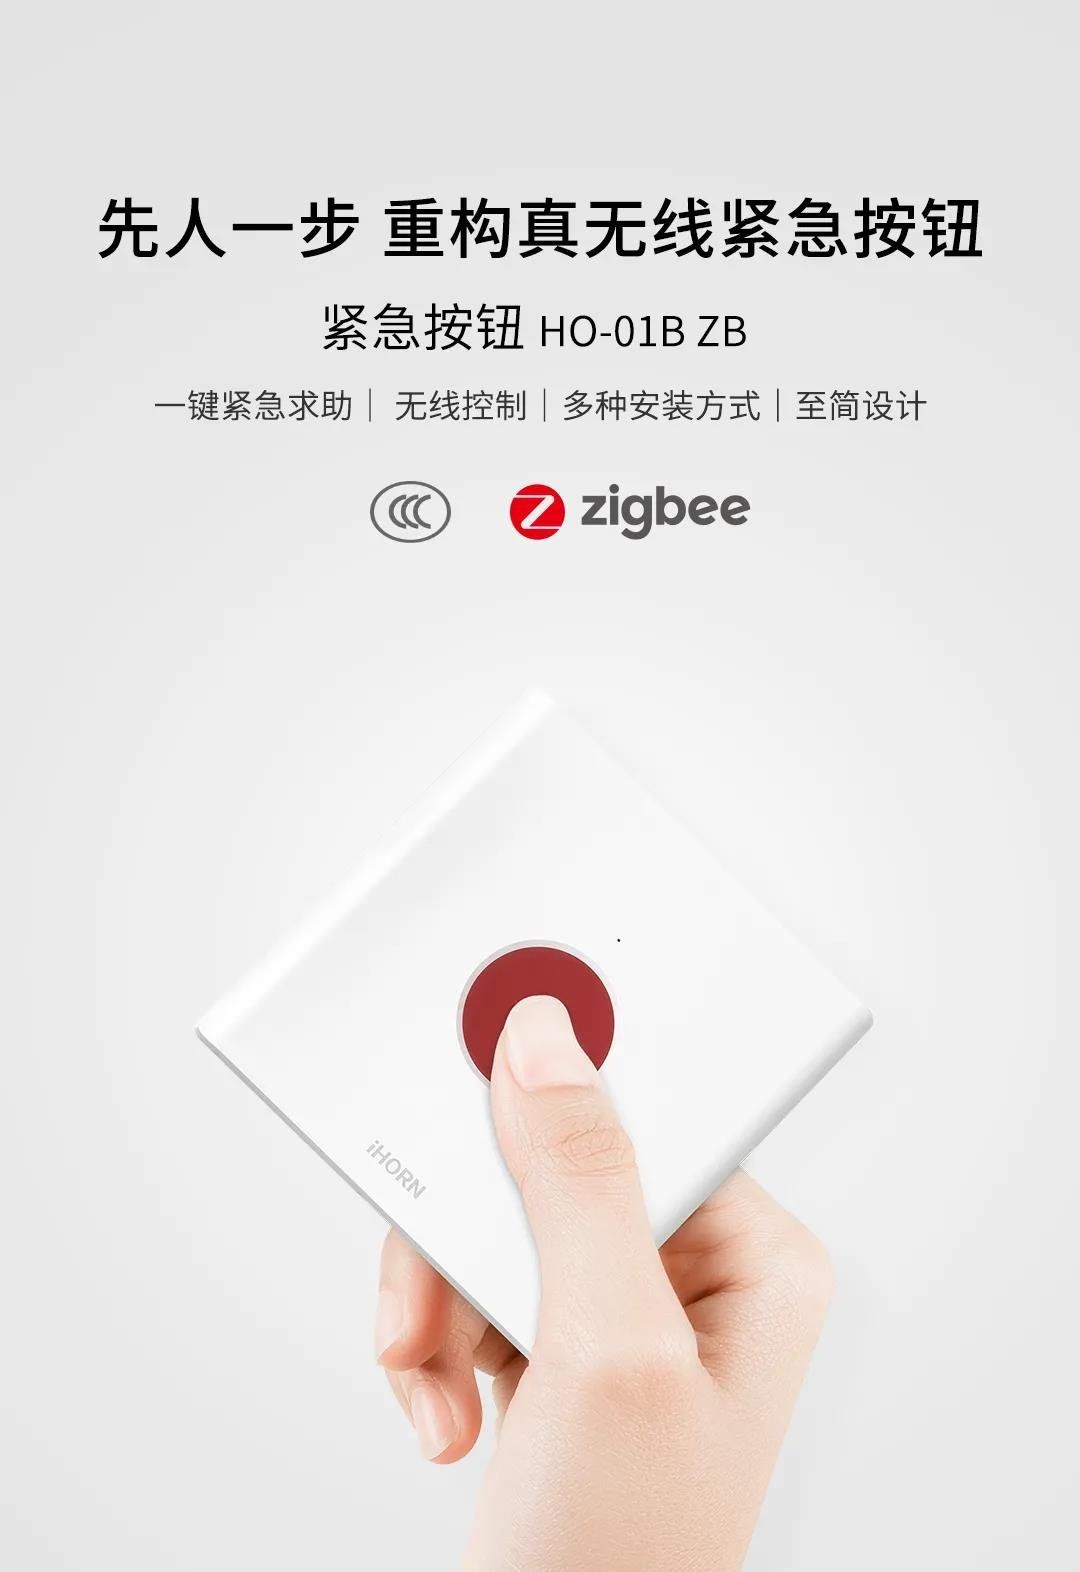 先人一步 重构真无线紧急按钮
紧急按钮 HO-01B ZB
一键紧急求助｜无线控制｜多种安装方式｜至简设计
CCC
Z zigbee
iHORN